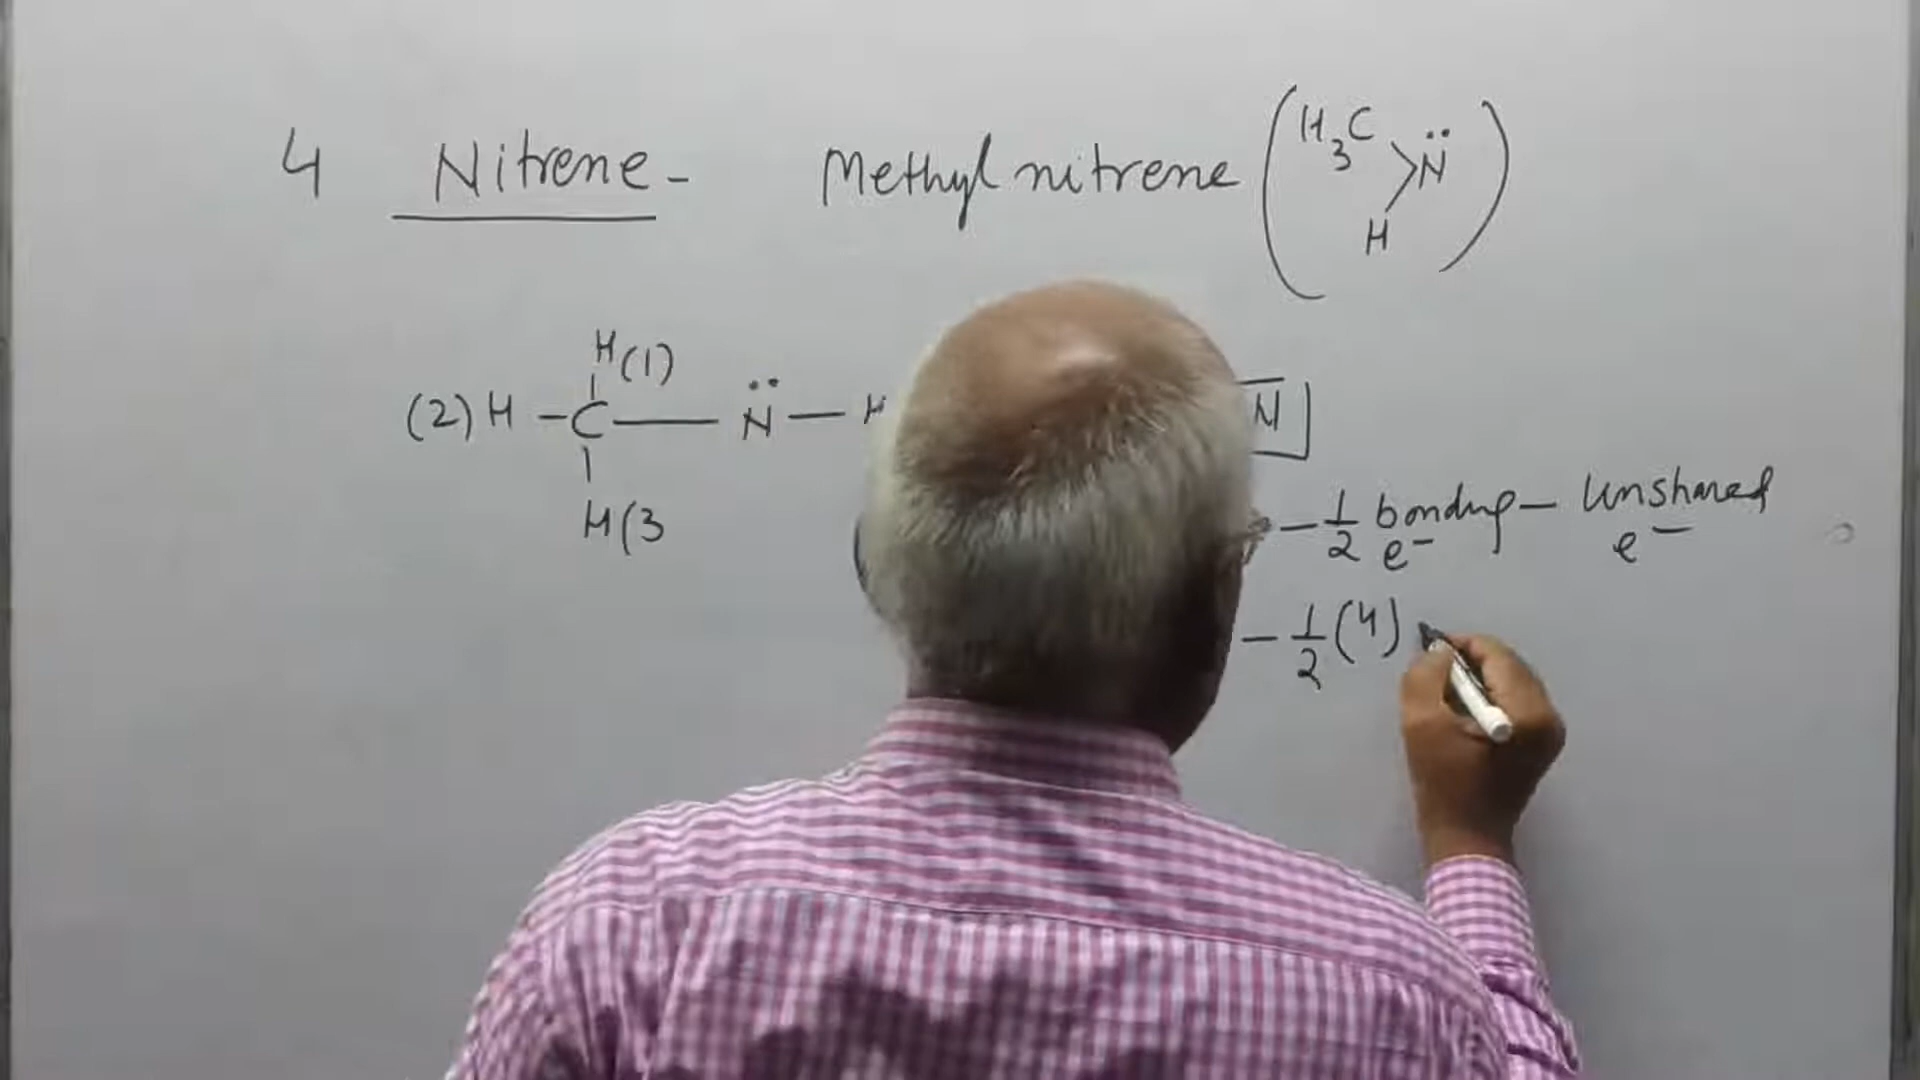 4 Nitrene - Methyl nitrene ( H3C > N̈ )
H
H (1)
(2) H - C — N̈ — H
H (3
N
- 1/2 bonding e⁻ - Unshared e⁻
- 1/2 (4)